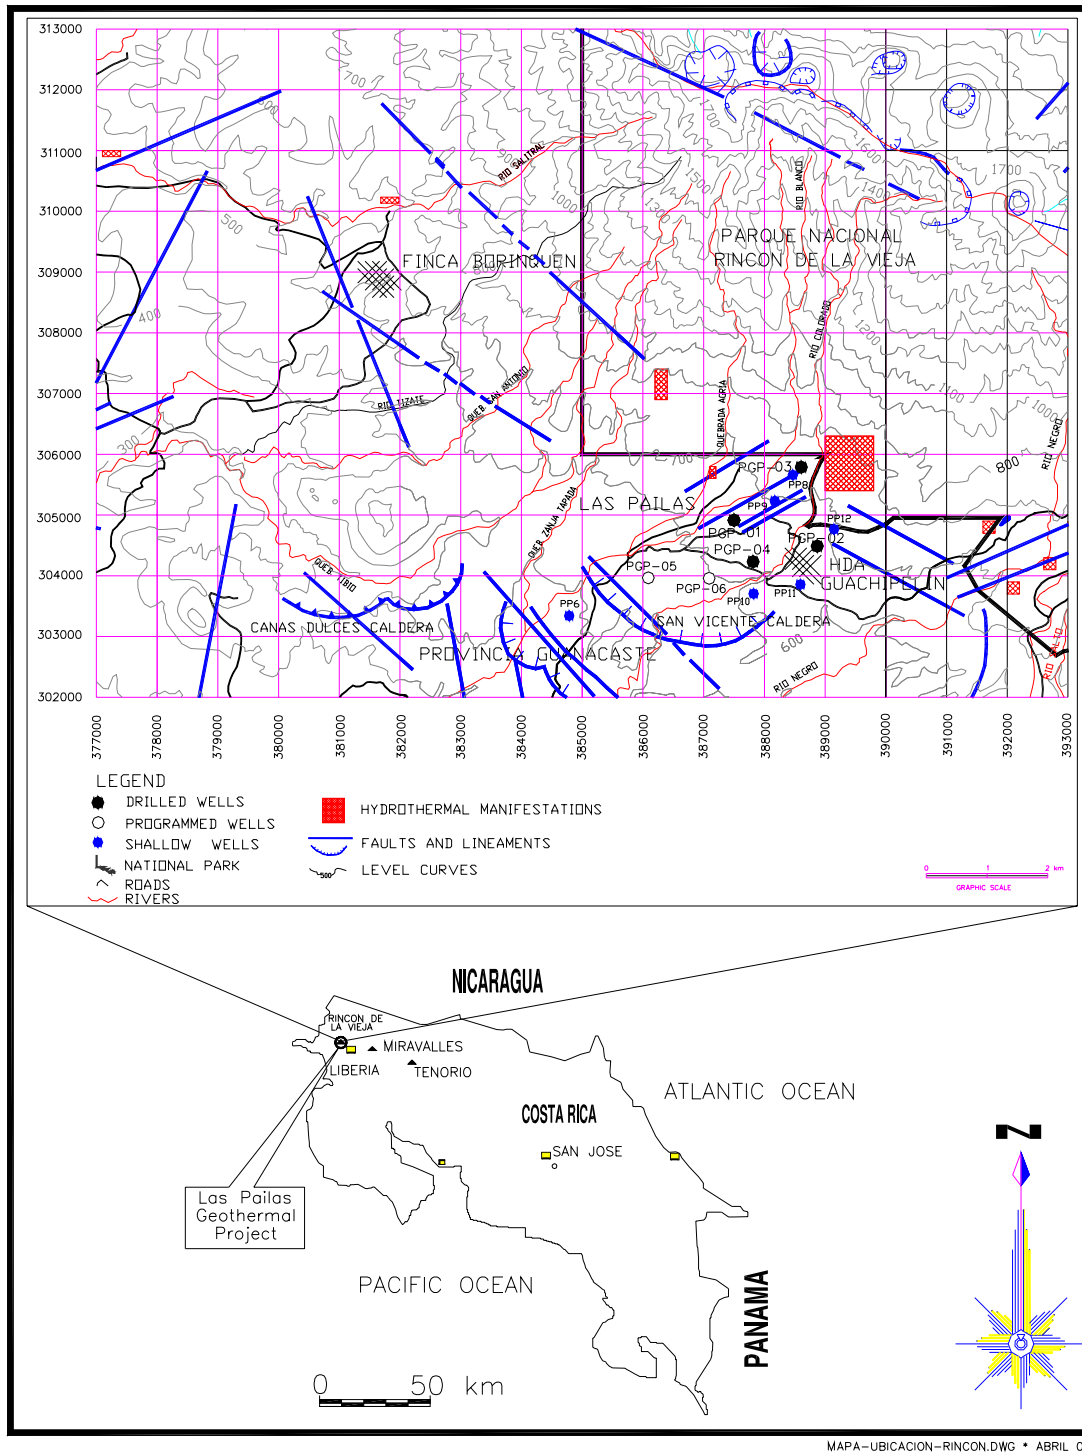 313000
312000
311000
310000
309000
308000
307000
306000
305000
304000
303000
302000
377000
378000
379000
380000
381000
382000
383000
384000
385000
386000
387000
388000
389000
390000
391000
392000
393000
700
600
500
400
300
RIO SALITRAL
1000
800
1500
1300
1600
140
1700
1200
1100
1000
RIO BLANCO
PARQUE NACIONAL
RINCON DE LA VIEJA
FINCA BORINQUEN
RIO COLORADO
RIO TIZATE
QUEB. SAN ANTONIO
QUEBRADA AGRIA
RIO NEGRO
700
800
PGP-03
PP8
LAS PAILAS
PP9
PP12
PGP-01
PGP-02
PGP-04
PGP-05
PGP-06
HDA
GUACHIPELIN
QUEB. ZANJA TAPADA
QUEB. TIBIO
PP6
PP10
PP11
CANAS DULCES CALDERA
SAN VICENTE CALDERA
PROVINCIA GUANACASTE
600
RIO NEGRO
RIO SALTO
LEGEND
DRILLED WELLS
PROGRAMMED WELLS
SHALLOW WELLS
NATIONAL PARK
ROADS
RIVERS
HYDROTHERMAL MANIFESTATIONS
FAULTS AND LINEAMENTS
500
LEVEL CURVES
0 1 2 km
GRAPHIC SCALE
NICARAGUA
RINCON DE
LA VIEJA
MIRAVALLES
LIBERIA
TENORIO
ATLANTIC OCEAN
COSTA RICA
SAN JOSE
N
Las Pailas
Geothermal
Project
PACIFIC OCEAN
PANAMA
0 50 km
MAPA-UBICACION-RINCON.DWG * ABRIL